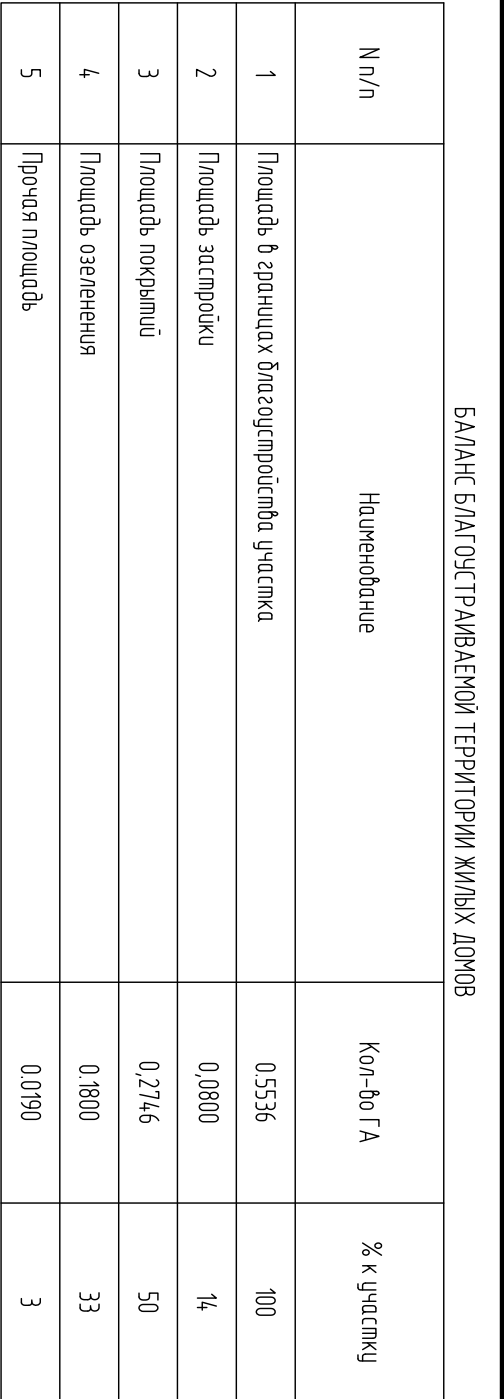 БАЛАНС БЛАГОУСТРАИВАЕМОЙ ТЕРРИТОРИИ ЖИЛЫХ ДОМОВ
N п/п Наименование Кол-во ГА % к участку
1 Площадь в границах благоустройства участка 0.5536 100
2 Площадь застройки 0,0800 14
3 Площадь покрытий 0,2746 50
4 Площадь озеленения 0.1800 33
5 Прочая площадь 0.0190 3